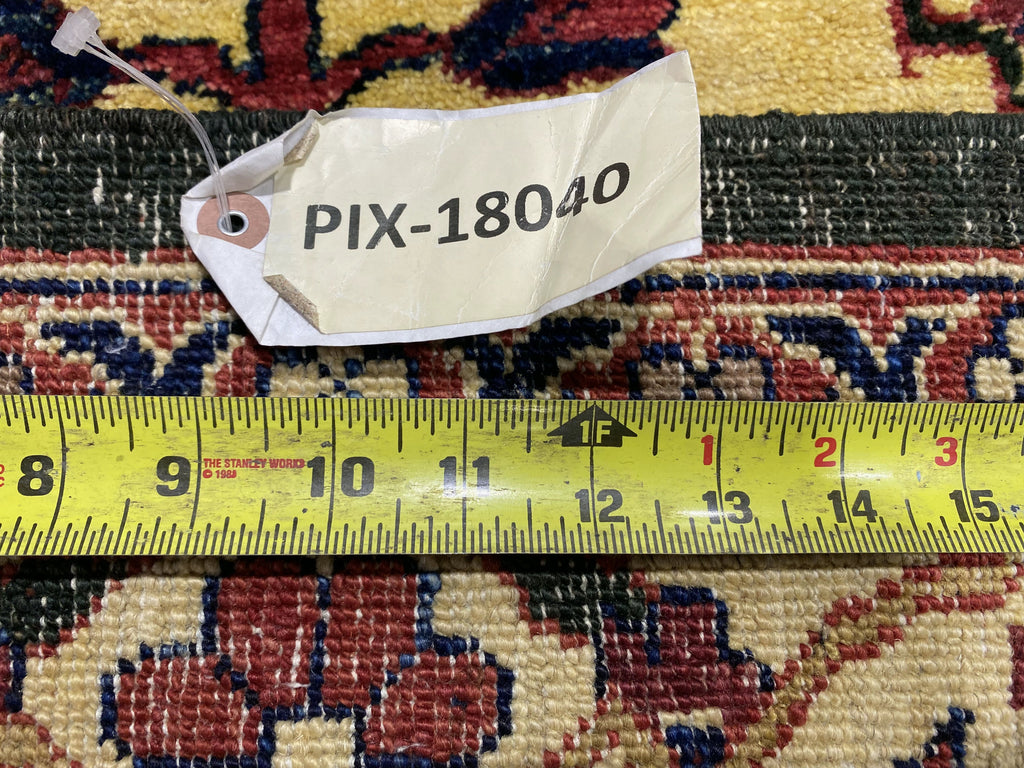 PIX-18040
1F
1 2 3
8 9 THE STANLEY WORKS 10 11 12 13 14 15
© 1983